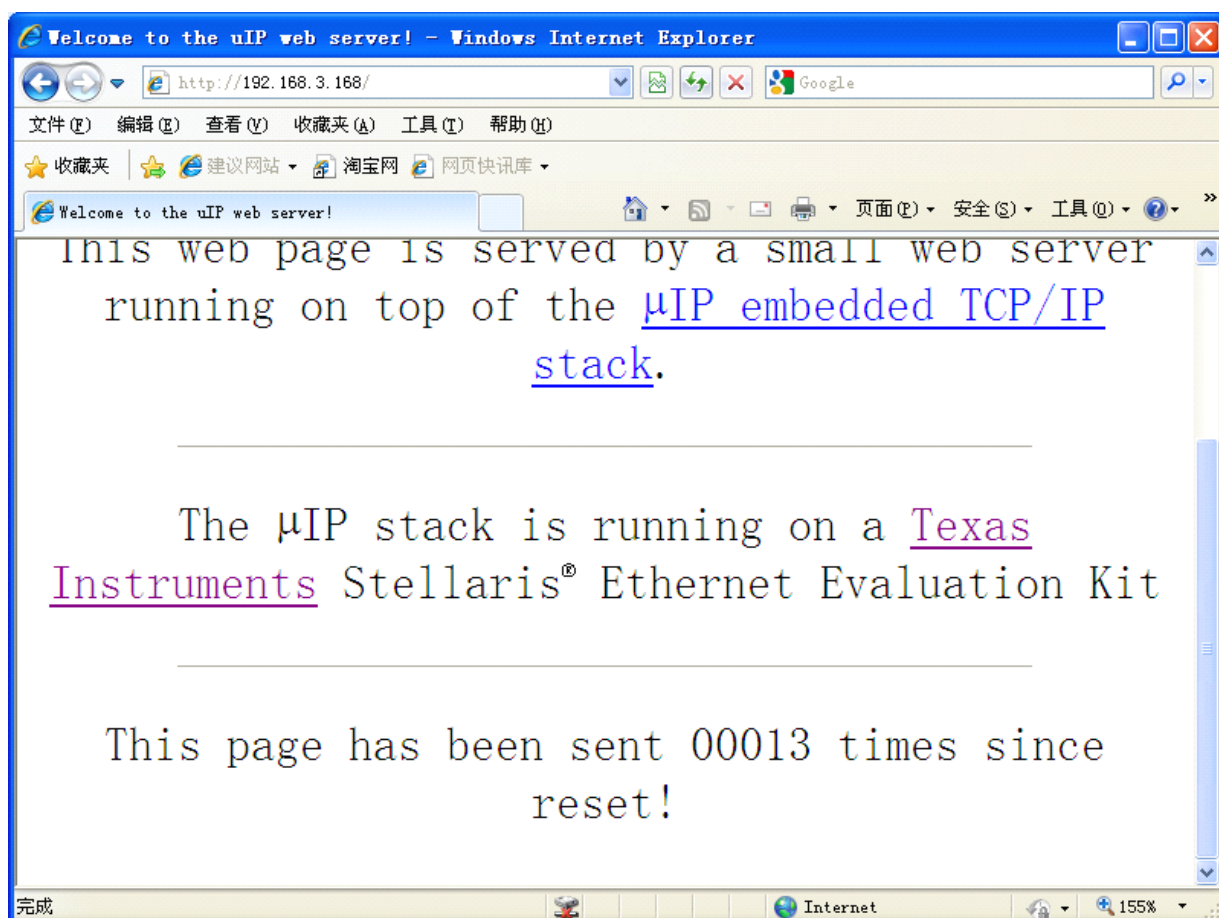 Welcome to the uIP web server! - Windows Internet Explorer
http://192.168.3.168/
Google
文件(F) 编辑(E) 查看(V) 收藏夹(A) 工具(T) 帮助(H)
收藏夹 建议网站 淘宝网 网页快讯库
Welcome to the uIP web server!
页面(P) 安全(S) 工具(O) »
This web page is served by a small web server
running on top of the μIP embedded TCP/IP
stack.
The μIP stack is running on a Texas
Instruments Stellaris® Ethernet Evaluation Kit
This page has been sent 00013 times since
reset!
完成 Internet 155%